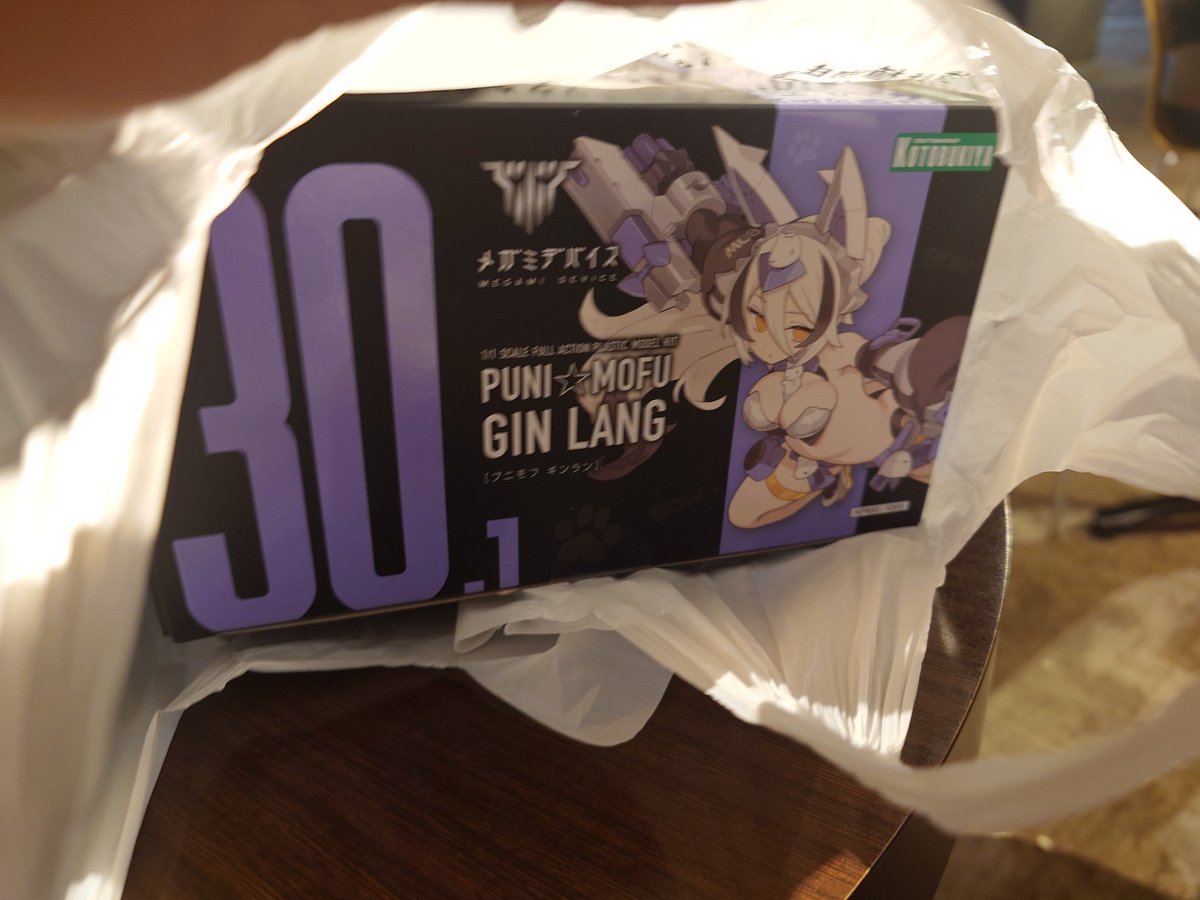 30.1
メガミデバイス
MEGAMI DEVICE
1/1 SCALE FULL ACTION PLASTIC MODEL KIT
PUNI☆MOFU
GIN LANG
[プニモフ ギンラン]
KOTOBUKIYA